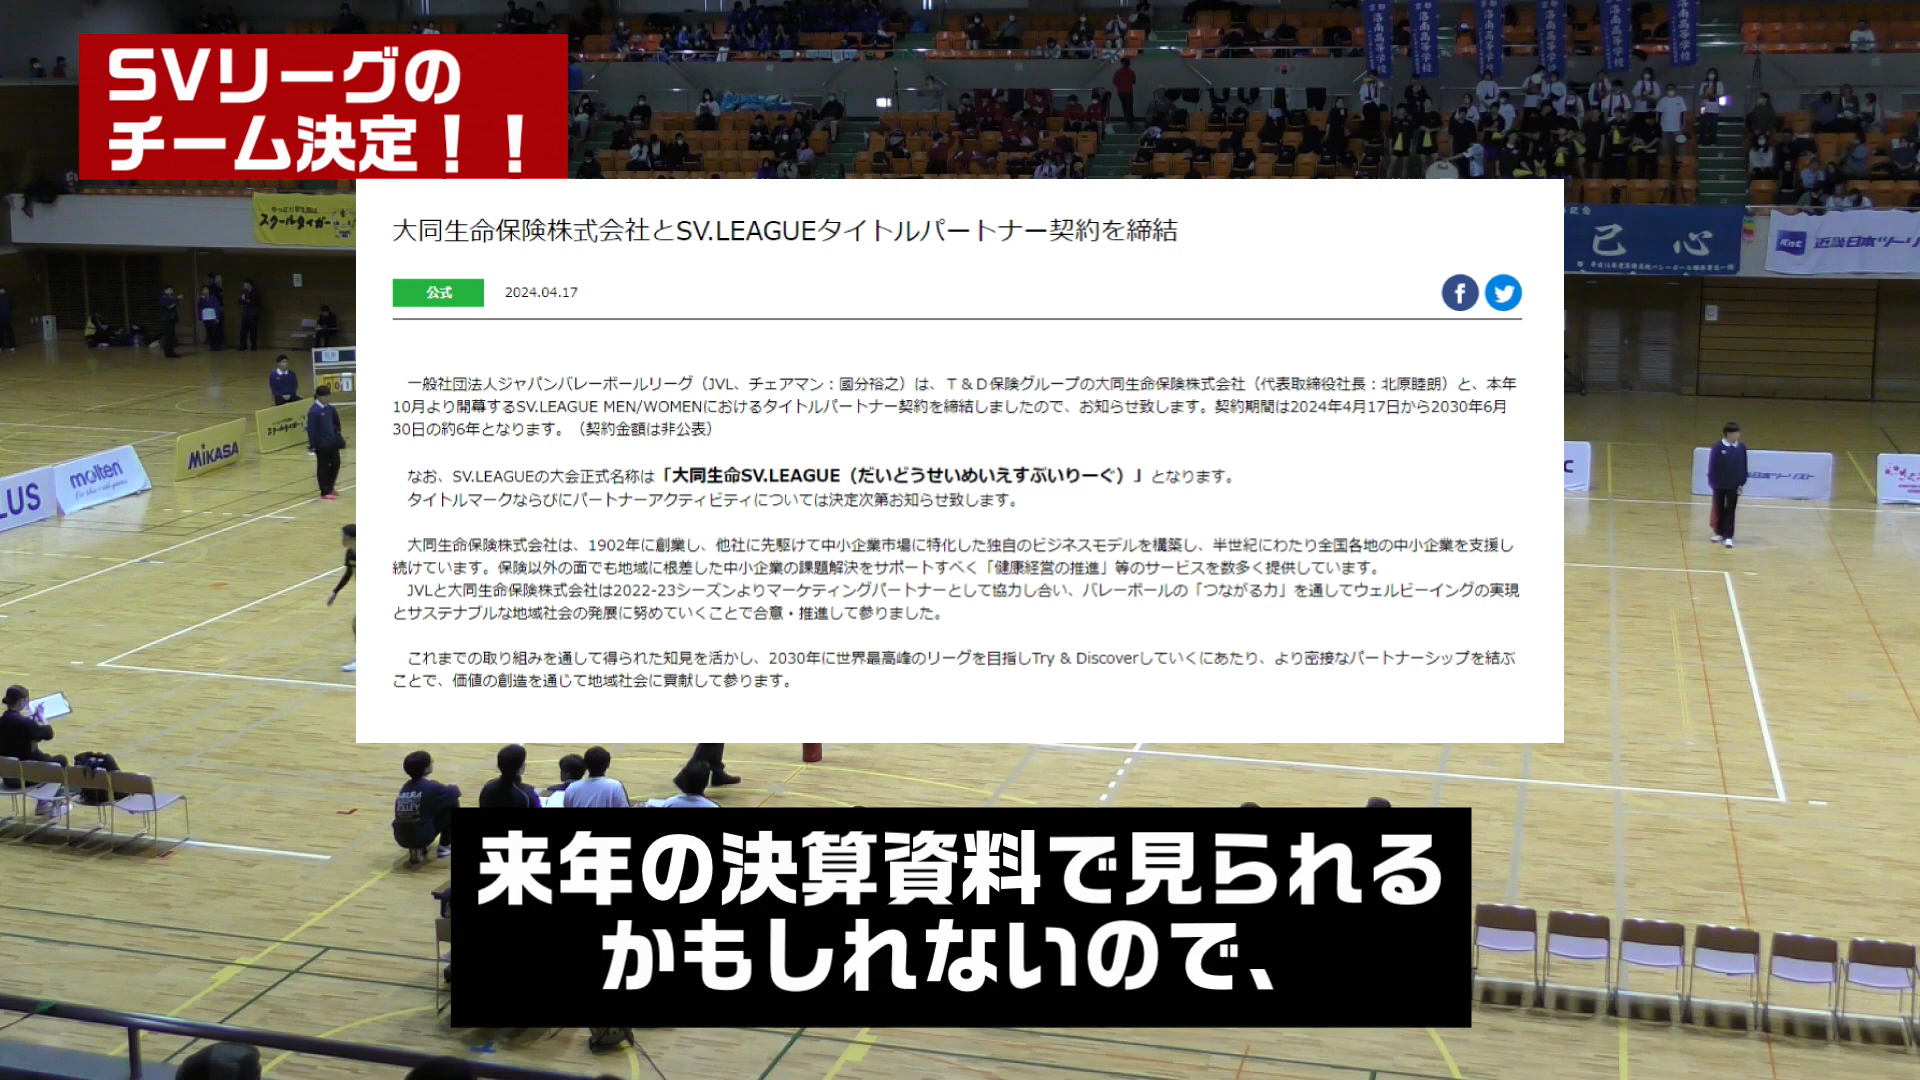 SVリーグの
チーム決定！！
大同生命保険株式会社とSV.LEAGUEタイトルパートナー契約を締結
公式 2024.04.17
一般社団法人ジャパンバレーボールリーグ（JVL、チェアマン：國分裕之）は、Ｔ＆Ｄ保険グループの大同生命保険株式会社（代表取締役社長：北原睦朗）と、本年
10月より開幕するSV.LEAGUE MEN/WOMENにおけるタイトルパートナー契約を締結しましたので、お知らせ致します。契約期間は2024年4月17日から2030年6月
30日の約6年となります。（契約金額は非公表）
なお、SV.LEAGUEの大会正式名称は「大同生命SV.LEAGUE（だいどうせいめいえすぶいりーぐ）」となります。
タイトルマークならびにパートナーアクティビティについては決定次第お知らせ致します。
大同生命保険株式会社は、1902年に創業し、他社に先駆けて中小企業市場に特化した独自のビジネスモデルを構築し、半世紀にわたり全国各地の中小企業を支援し
続けています。保険以外の面でも地域に根差した中小企業の課題解決をサポートすべく「健康経営の推進」等のサービスを数多く提供しています。
JVLと大同生命保険株式会社は2022-23シーズンよりマーケティングパートナーとして協力し合い、バレーボールの「つながる力」を通してウェルビーイングの実現
とサステナブルな地域社会の発展に努めていくことで合意・推進して参りました。
これまでの取り組みを通して得られた知見を活かし、2030年に世界最高峰のリーグを目指しTry & Discoverしていくにあたり、より密接なパートナーシップを結ぶ
ことで、価値の創造を通じて地域社会に貢献して参ります。
スクールタイガー
己 心
KNT 近畿日本ツーリ
MIKASA
molten
For the real game
LUS
来年の決算資料で見られる
かもしれないので、